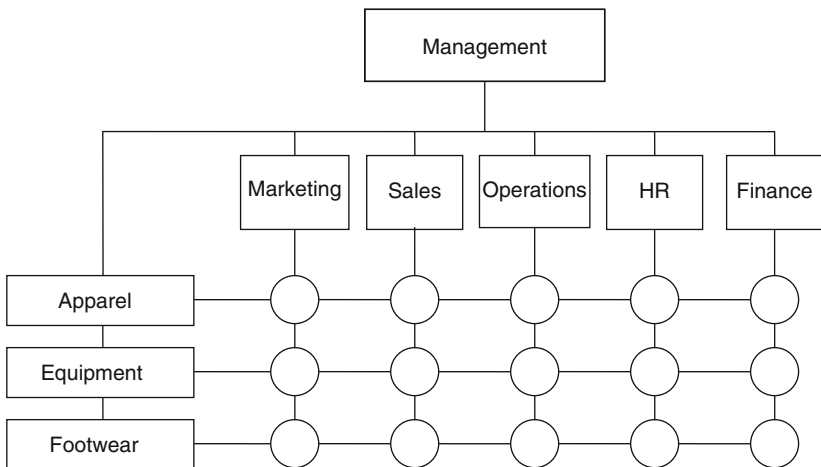 Management
Marketing
Sales
Operations
HR
Finance
Apparel
Equipment
Footwear